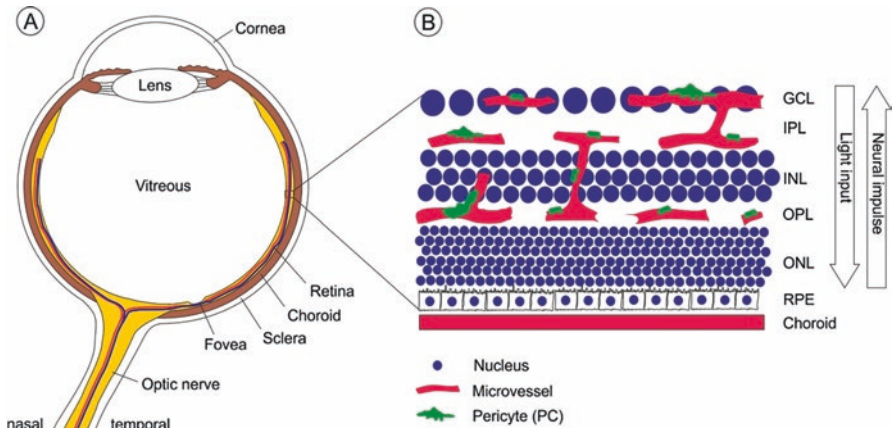 A
Cornea
Lens
Vitreous
Retina
Choroid
Sclera
Fovea
Optic nerve
nasal
temporal
B
GCL
IPL
INL
OPL
ONL
RPE
Choroid
Light input
Neural impulse
Nucleus
Microvessel
Pericyte (PC)